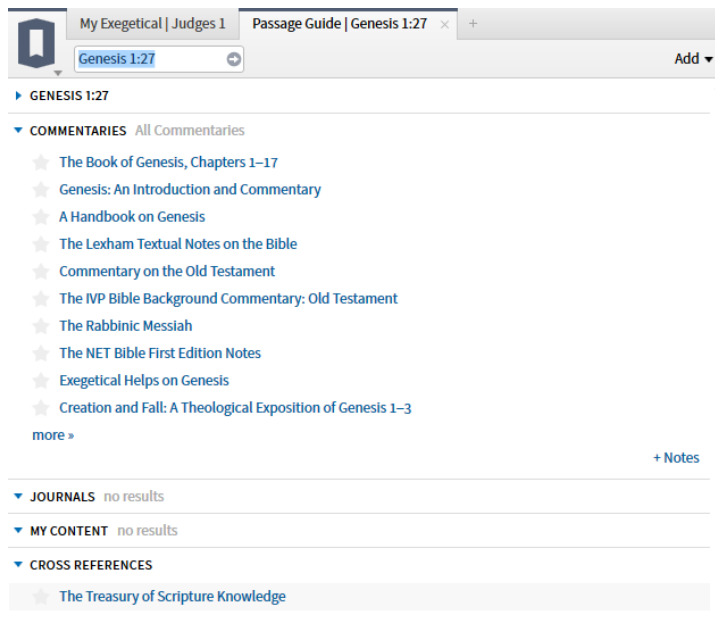 My Exegetical | Judges 1
Passage Guide | Genesis 1:27 × +
Genesis 1:27
Add
GENESIS 1:27
COMMENTARIES All Commentaries
The Book of Genesis, Chapters 1–17
Genesis: An Introduction and Commentary
A Handbook on Genesis
The Lexham Textual Notes on the Bible
Commentary on the Old Testament
The IVP Bible Background Commentary: Old Testament
The Rabbinic Messiah
The NET Bible First Edition Notes
Exegetical Helps on Genesis
Creation and Fall: A Theological Exposition of Genesis 1–3
more »
+ Notes
JOURNALS no results
MY CONTENT no results
CROSS REFERENCES
The Treasury of Scripture Knowledge